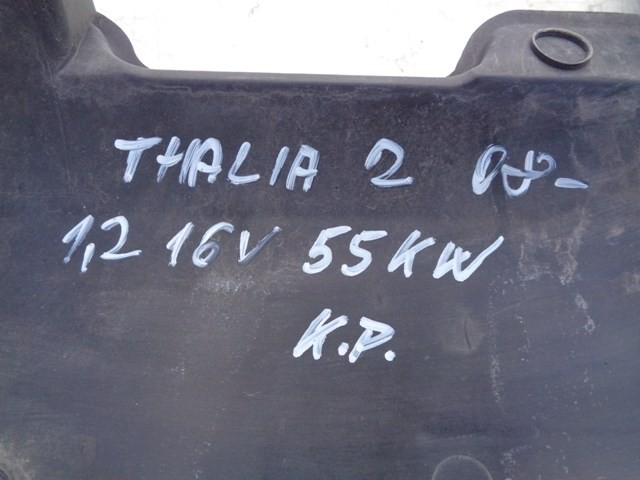 THALIA 2 08-
1,2 16V 55KW
K.P.